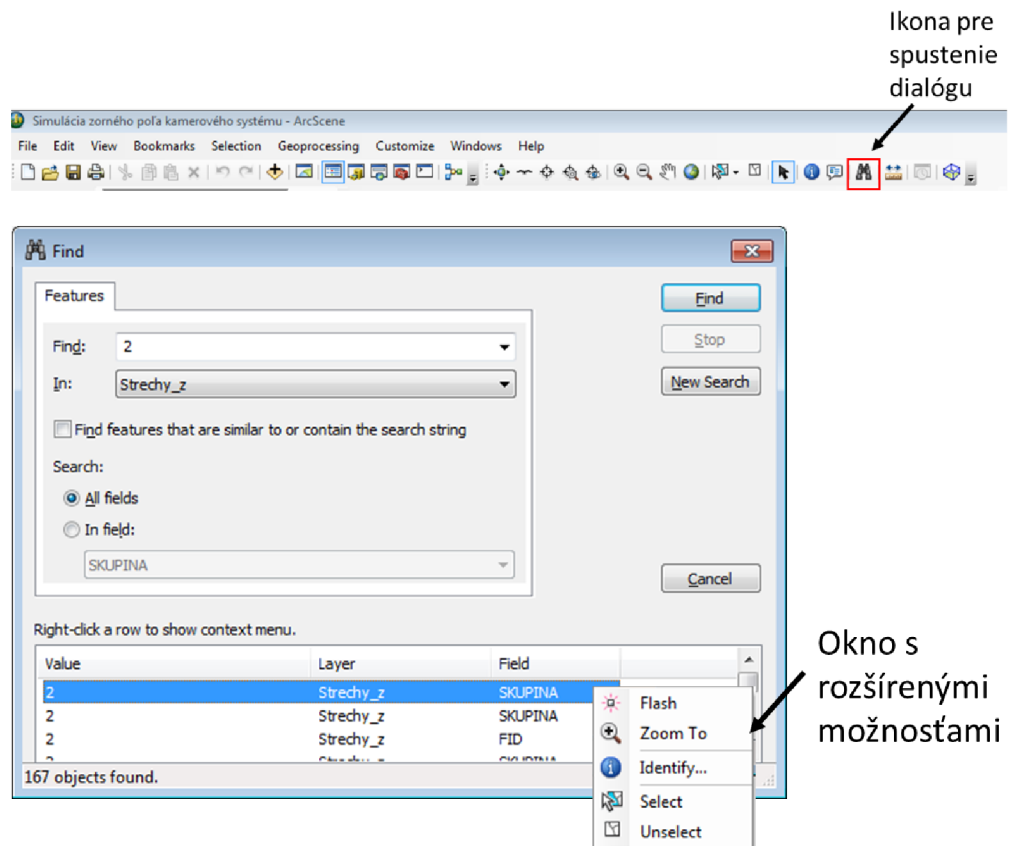 Ikona pre
spustenie
dialógu
Simulácia zorného poľa kamerového systému - ArcScene
File Edit View Bookmarks Selection Geoprocessing Customize Windows Help
Find
Features
Find
Find: 2
Stop
In: Strechy_z
New Search
Find features that are similar to or contain the search string
Search:
All fields
In field:
SKUPINA
Cancel
Right-click a row to show context menu.
Value Layer Field
2 Strechy_z SKUPINA
2 Strechy_z SKUPINA
2 Strechy_z FID
2 Strechy_z SKUPINA
167 objects found.
Flash
Zoom To
Identify...
Select
Unselect
Okno s
rozšírenými
možnosťami